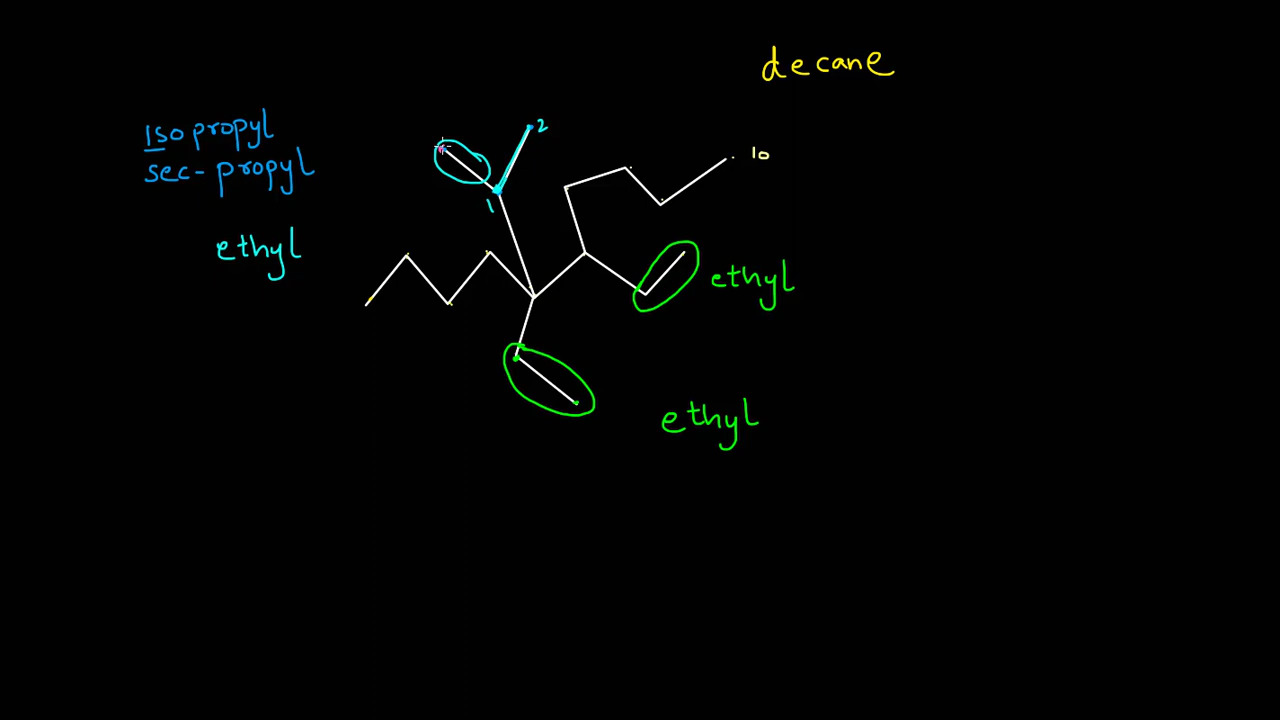 decane
isopropyl
sec-propyl
ethyl
2
1
10
ethyl
ethyl